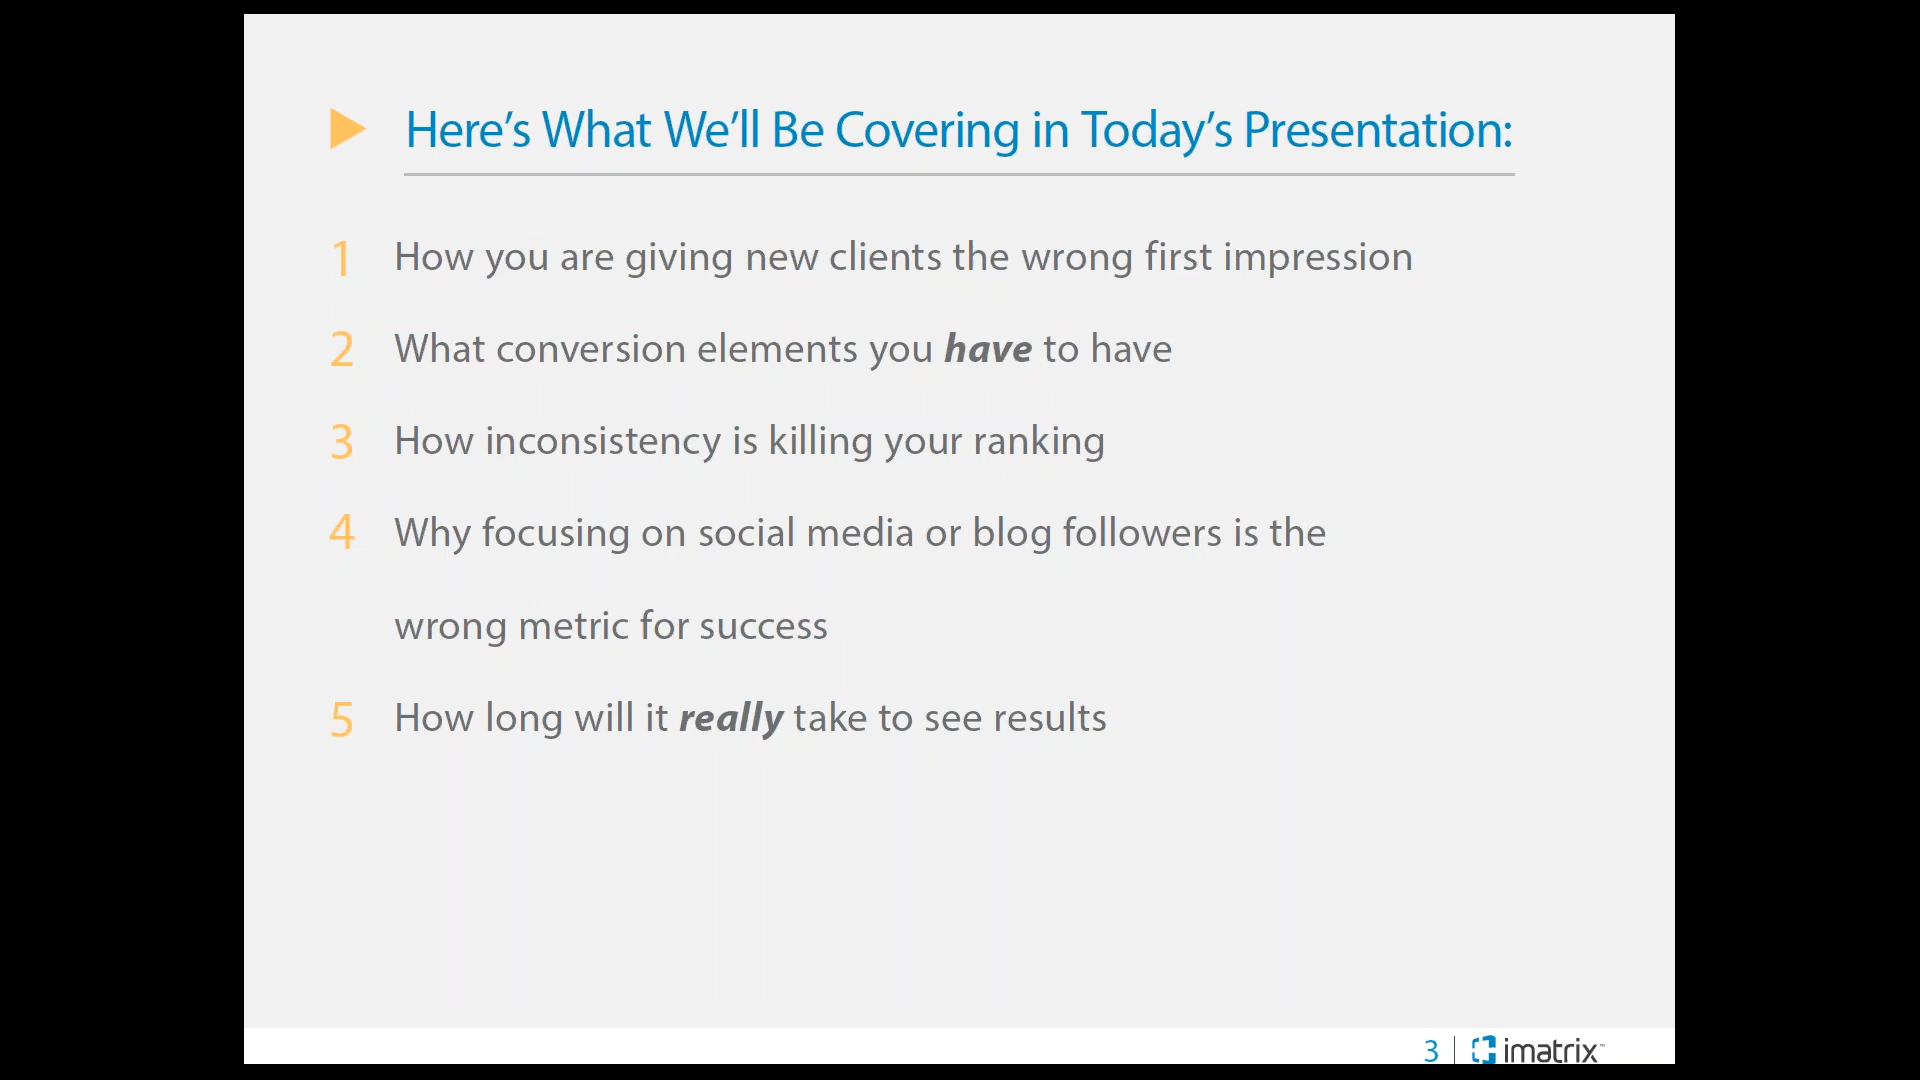 Here’s What We’ll Be Covering in Today’s Presentation:
1 How you are giving new clients the wrong first impression
2 What conversion elements you have to have
3 How inconsistency is killing your ranking
4 Why focusing on social media or blog followers is the
wrong metric for success
5 How long will it really take to see results
3 imatrix™